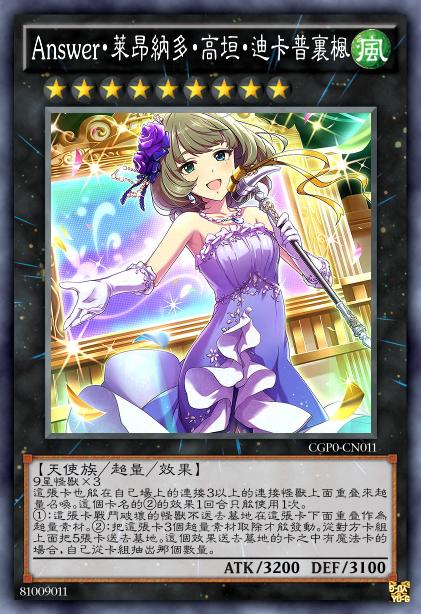 Answer·萊昂納多·高垣·迪卡普裏楓
風
CGP0-CN011
【天使族/超量/效果】
9星怪獸×3
這張卡也能在自己場上的連接3以上的連接怪獸上面重疊來超
量召喚。這個卡名的②的效果1回合只能使用1次。
①:這張卡戰鬥破壞的怪獸不送去墓地在這張卡下面重疊作為
超量素材。②:把這張卡3個超量素材取除才能發動。從對方卡組
上面把5張卡送去墓地。這個效果送去墓地的卡之中有魔法卡的
場合,自己從卡組抽出那個數量。
ATK/3200 DEF/3100
81009011